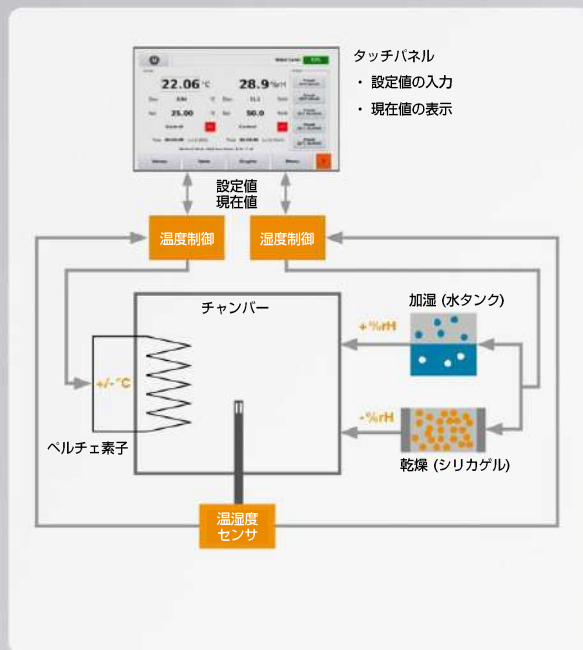 タッチパネル
・ 設定値の入力
・ 現在値の表示
22.06 °C
28.9 %rH
25.00
50.0
Control
Control
設定値
現在値
温度制御
湿度制御
チャンバー
加湿 (水タンク)
+%rH
+/-°C
-%rH
ペルチェ素子
乾燥 (シリカゲル)
温湿度
センサ